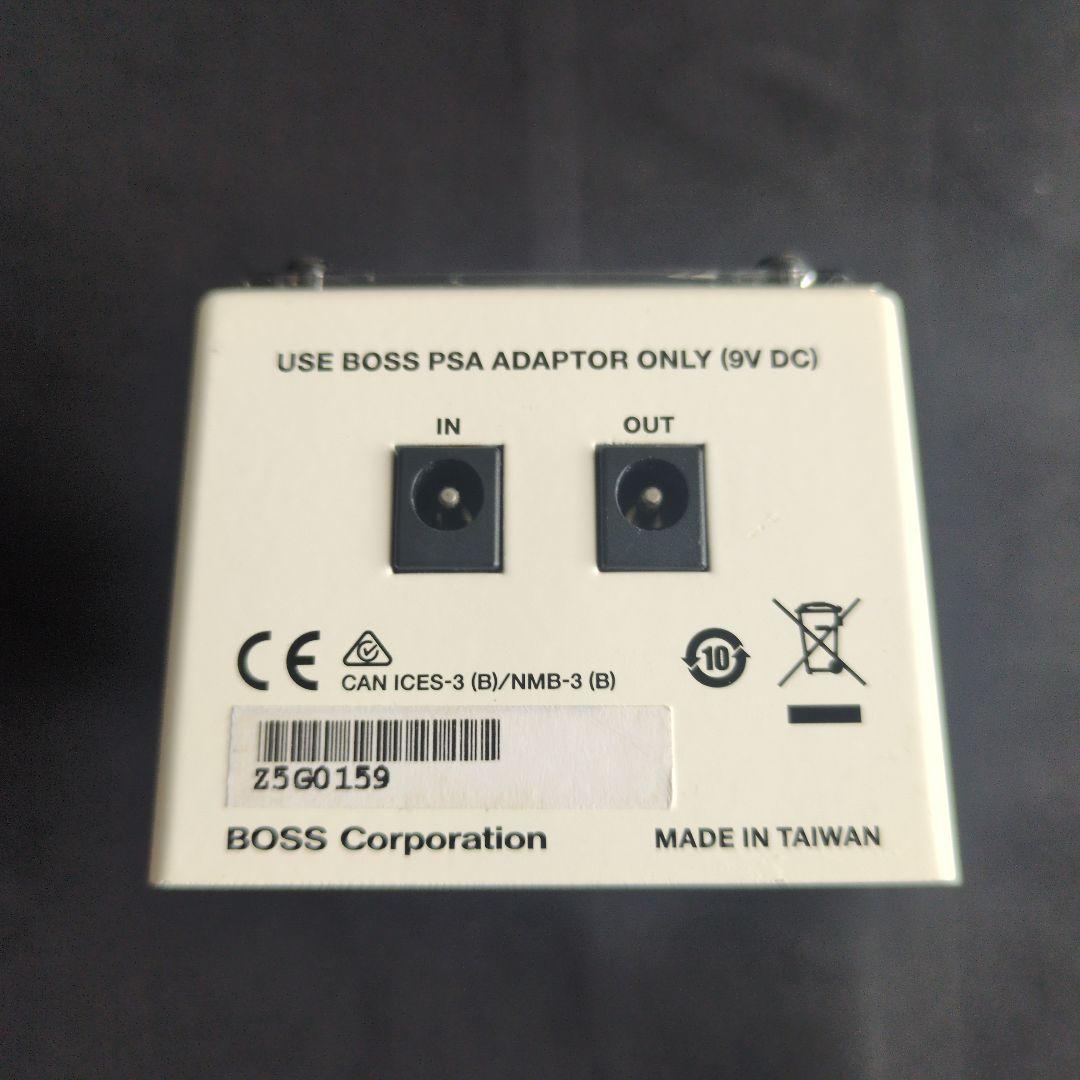 USE BOSS PSA ADAPTOR ONLY (9V DC)
IN OUT
CE
CAN ICES-3 (B)/NMB-3 (B)
10
Z5G0159
BOSS Corporation MADE IN TAIWAN